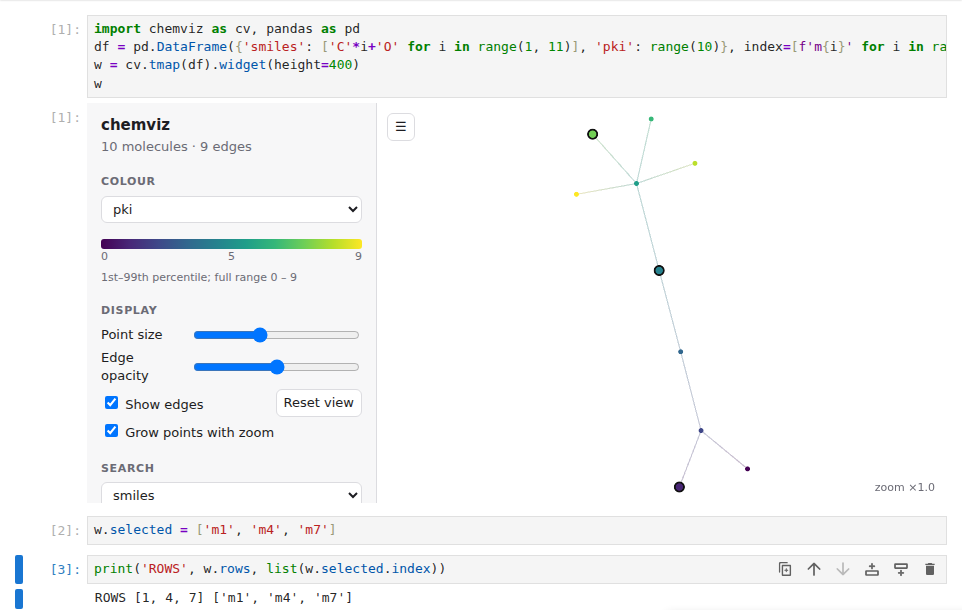 [1]:
import chemviz as cv, pandas as pd
df = pd.DataFrame({'smiles': ['C'*i+'O' for i in range(1, 11)], 'pki': range(10)}, index=[f'm{i}' for i in ra
w = cv.tmap(df).widget(height=400)
w
[1]:
chemviz
10 molecules · 9 edges
COLOUR
pki
0 5 9
1st–99th percentile; full range 0 – 9
DISPLAY
Point size
Edge
opacity
Show edges
Reset view
Grow points with zoom
SEARCH
smiles
zoom ×1.0
[2]:
w.selected = ['m1', 'm4', 'm7']
[3]:
print('ROWS', w.rows, list(w.selected.index))
ROWS [1, 4, 7] ['m1', 'm4', 'm7']